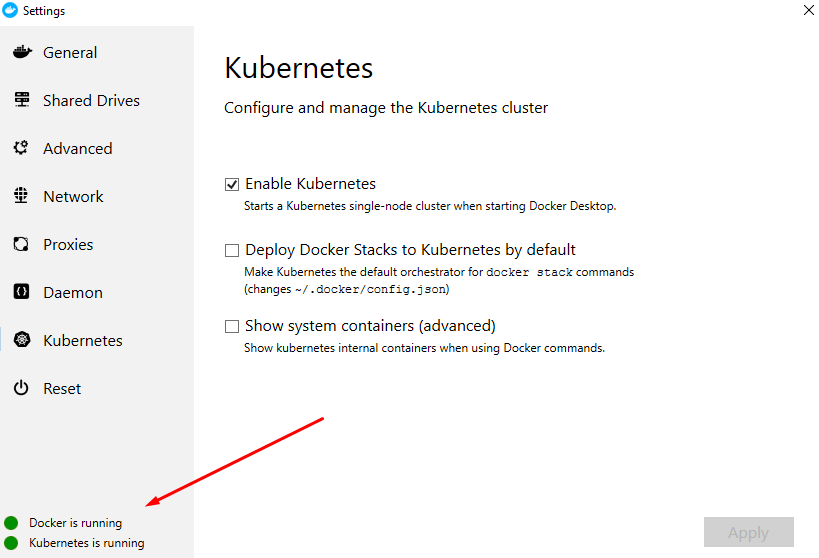 Settings
General
Shared Drives
Advanced
Network
Proxies
Daemon
Kubernetes
Reset
Docker is running
Kubernetes is running
Kubernetes
Configure and manage the Kubernetes cluster
Enable Kubernetes
Starts a Kubernetes single-node cluster when starting Docker Desktop.
Deploy Docker Stacks to Kubernetes by default
Make Kubernetes the default orchestrator for docker stack commands
(changes ~/.docker/config.json)
Show system containers (advanced)
Show kubernetes internal containers when using Docker commands.
Apply